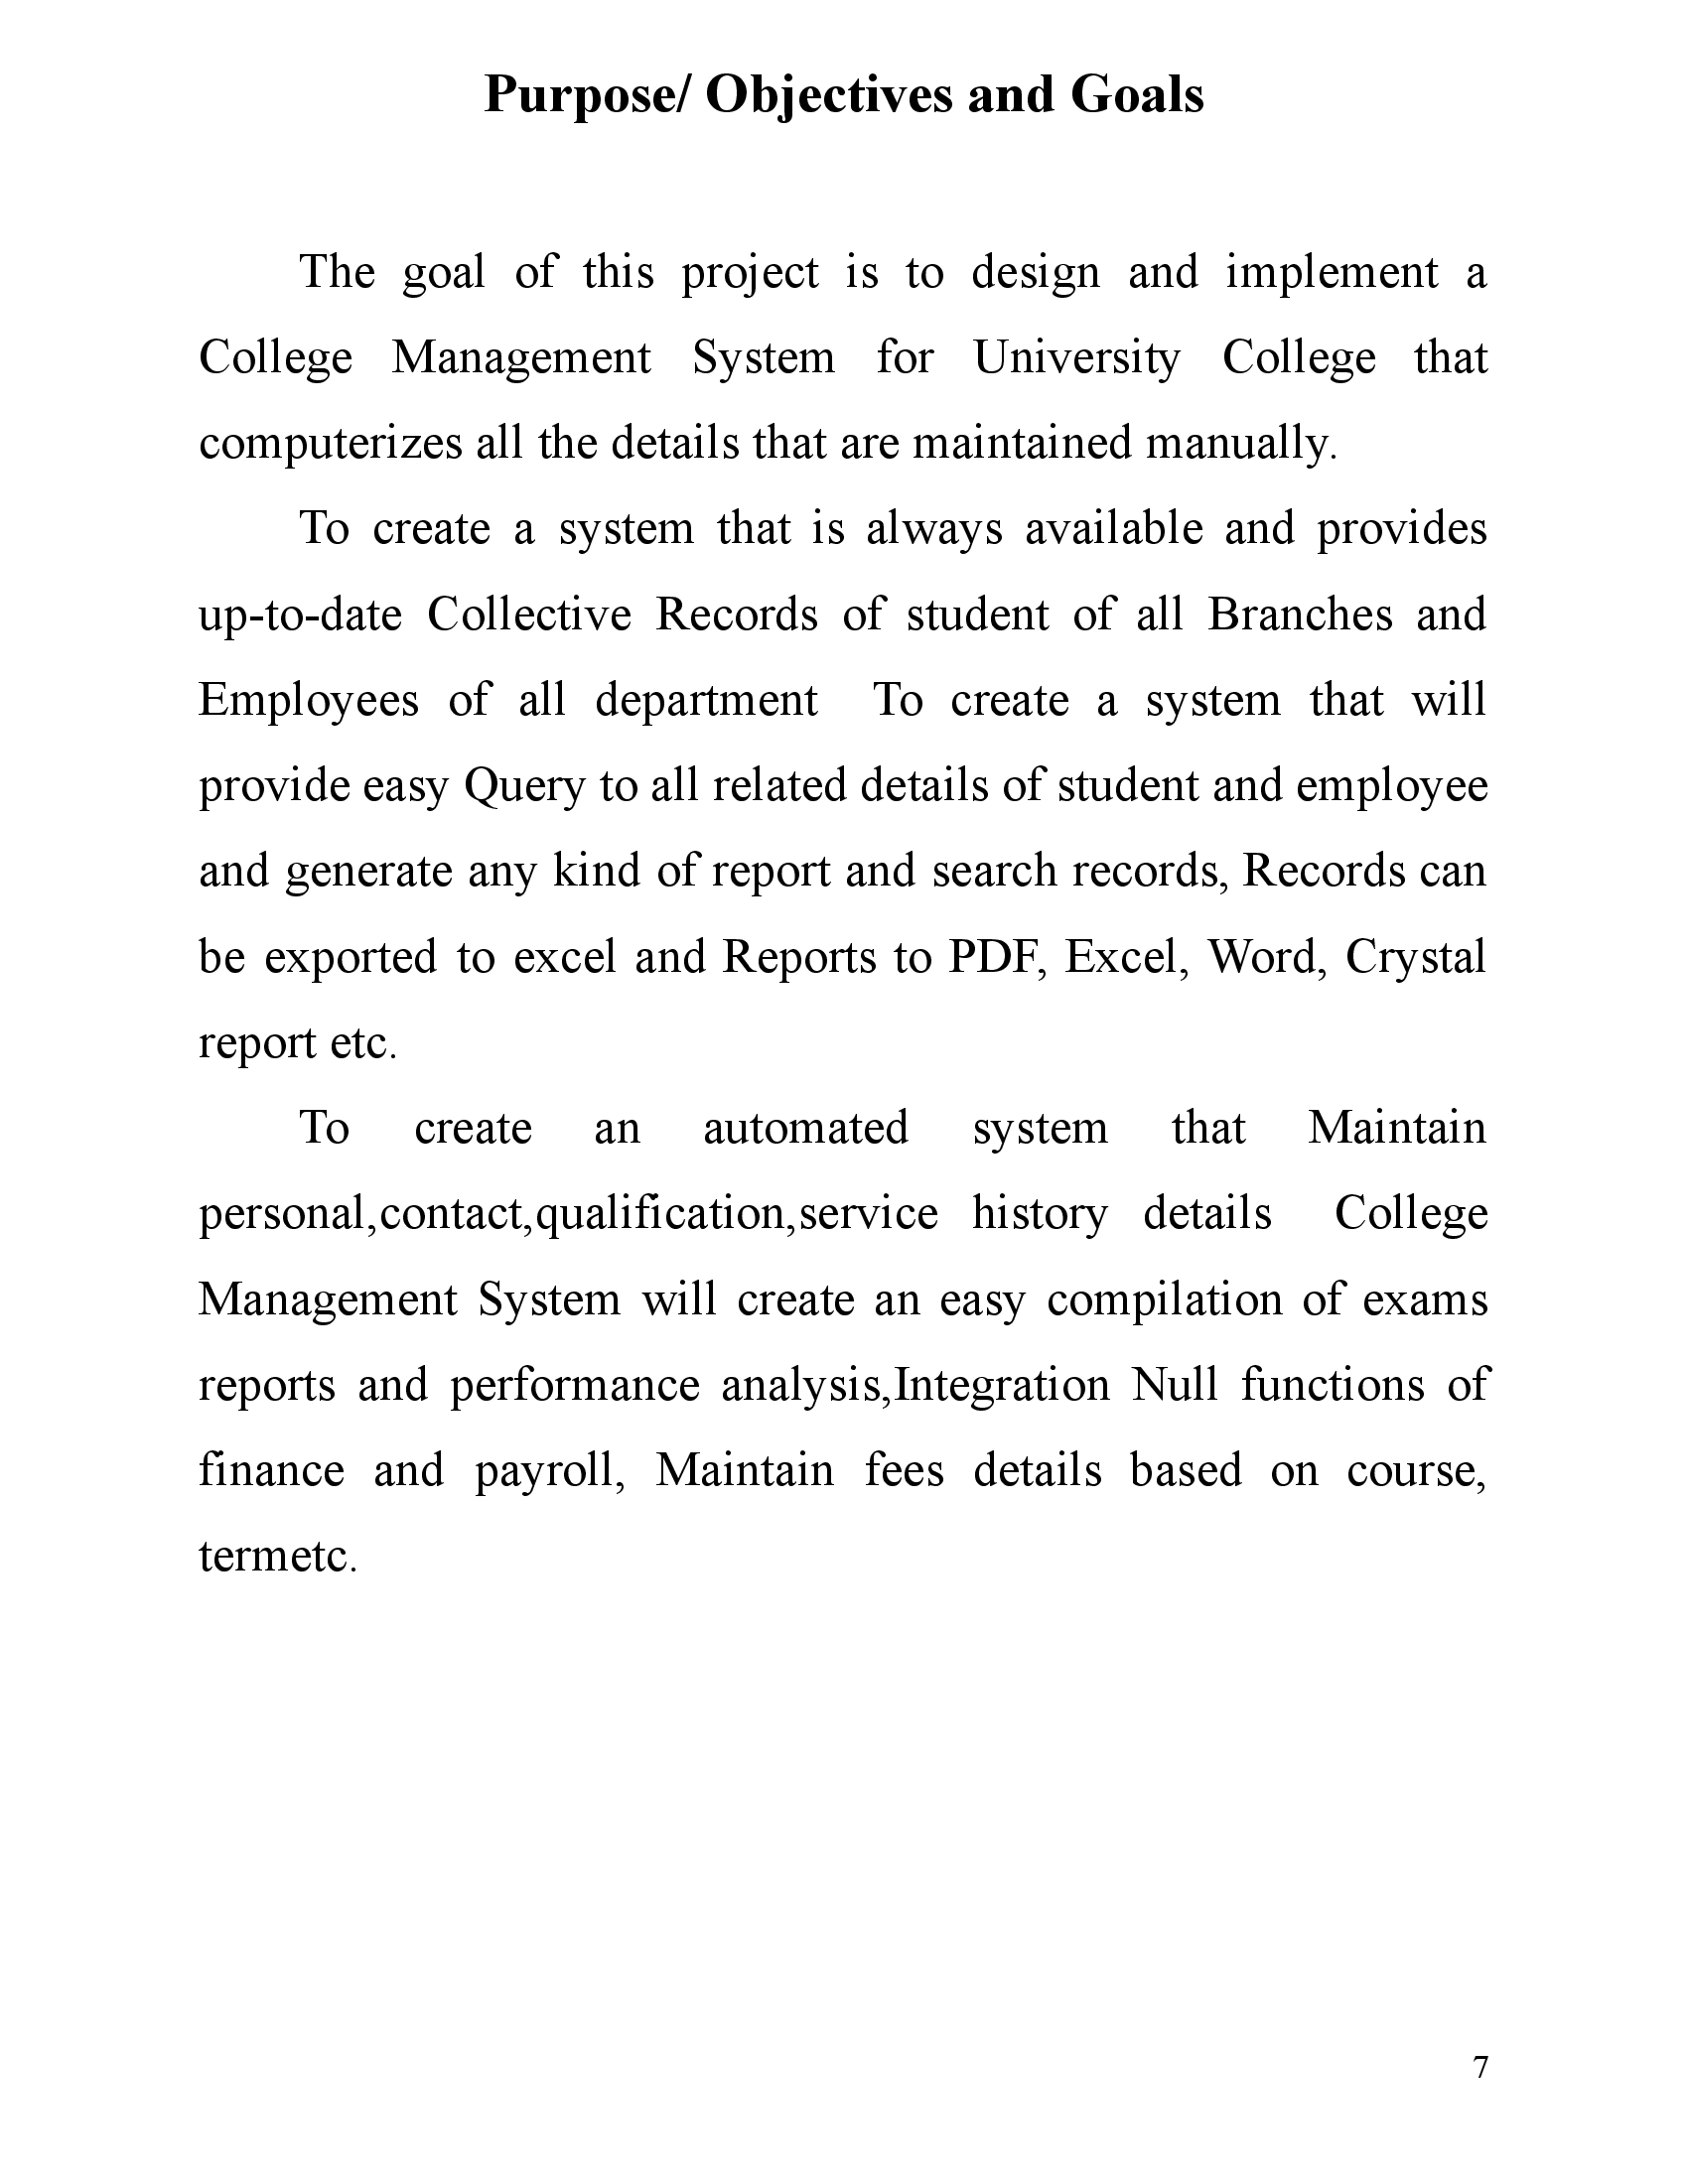 Purpose/ Objectives and Goals
The goal of this project is to design and implement a
College Management System for University College that
computerizes all the details that are maintained manually.
To create a system that is always available and provides
up-to-date Collective Records of student of all Branches and
Employees of all department  To create a system that will
provide easy Query to all related details of student and employee
and generate any kind of report and search records, Records can
be exported to excel and Reports to PDF, Excel, Word, Crystal
report etc.
To create an automated system that Maintain
personal,contact,qualification,service history details  College
Management System will create an easy compilation of exams
reports and performance analysis,Integration Null functions of
finance and payroll, Maintain fees details based on course,
termetc.
7